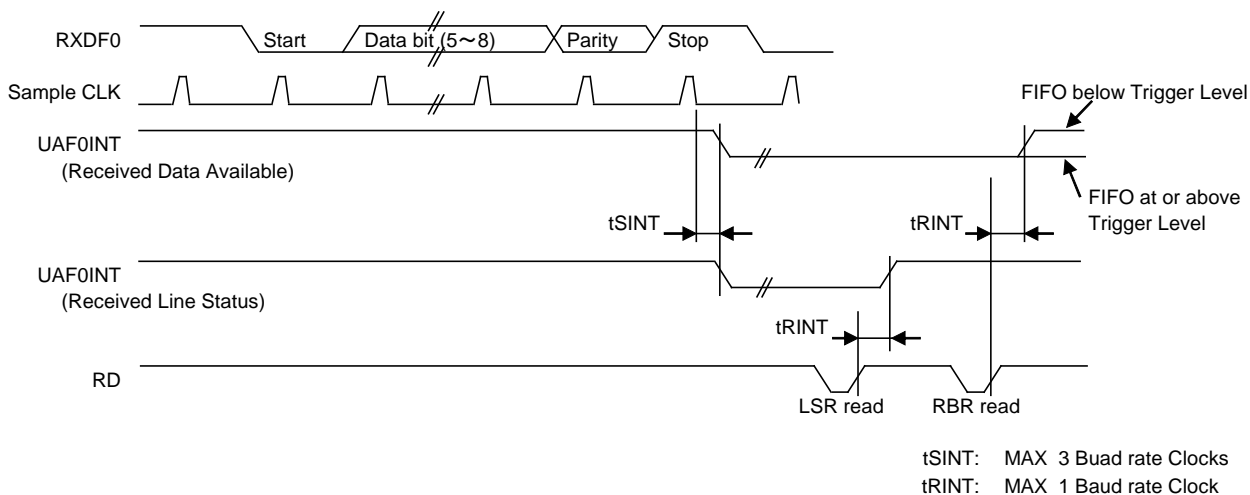 RXDF0
Start
Data bit (5～8)
Parity
Stop
Sample CLK
FIFO below Trigger Level
UAF0INT
(Received Data Available)
FIFO at or above
Trigger Level
tSINT
tRINT
UAF0INT
(Received Line Status)
tRINT
RD
LSR read
RBR read
tSINT: MAX 3 Buad rate Clocks
tRINT: MAX 1 Baud rate Clock